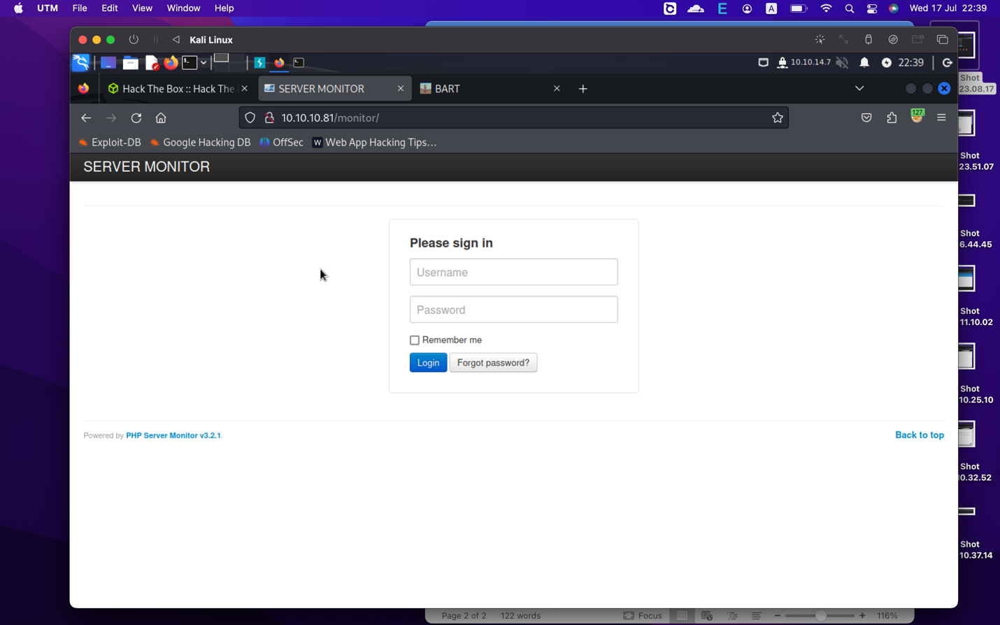 UTM File Edit View Window Help
Wed 17 Jul 22:39
Kali Linux
10.10.14.7
22:39
Hack The Box :: Hack The
SERVER MONITOR
BART
10.10.10.81/monitor/
127.
Exploit-DB
Google Hacking DB
OffSec
Web App Hacking Tips…
SERVER MONITOR
Please sign in
Username
Password
Remember me
Login
Forgot password?
Powered by PHP Server Monitor v3.2.1.
Back to top
Shot
23.08.17
Shot
23.51.07
Shot
6.44.45
Shot
11.10.02
Shot
10.25.10
Shot
0.32.52
Shot
10.37.14
Page 2 of 2
122 words
Focus
116%